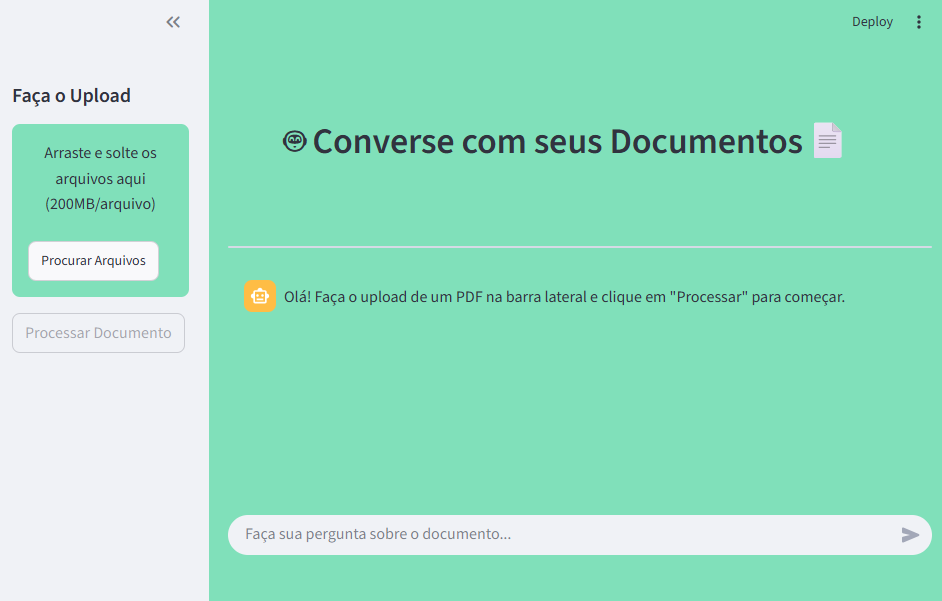 Deploy
Faça o Upload
Arraste e solte os
arquivos aqui
(200MB/arquivo)
Procurar Arquivos
Processar Documento
Converse com seus Documentos
Olá! Faça o upload de um PDF na barra lateral e clique em "Processar" para começar.
Faça sua pergunta sobre o documento...